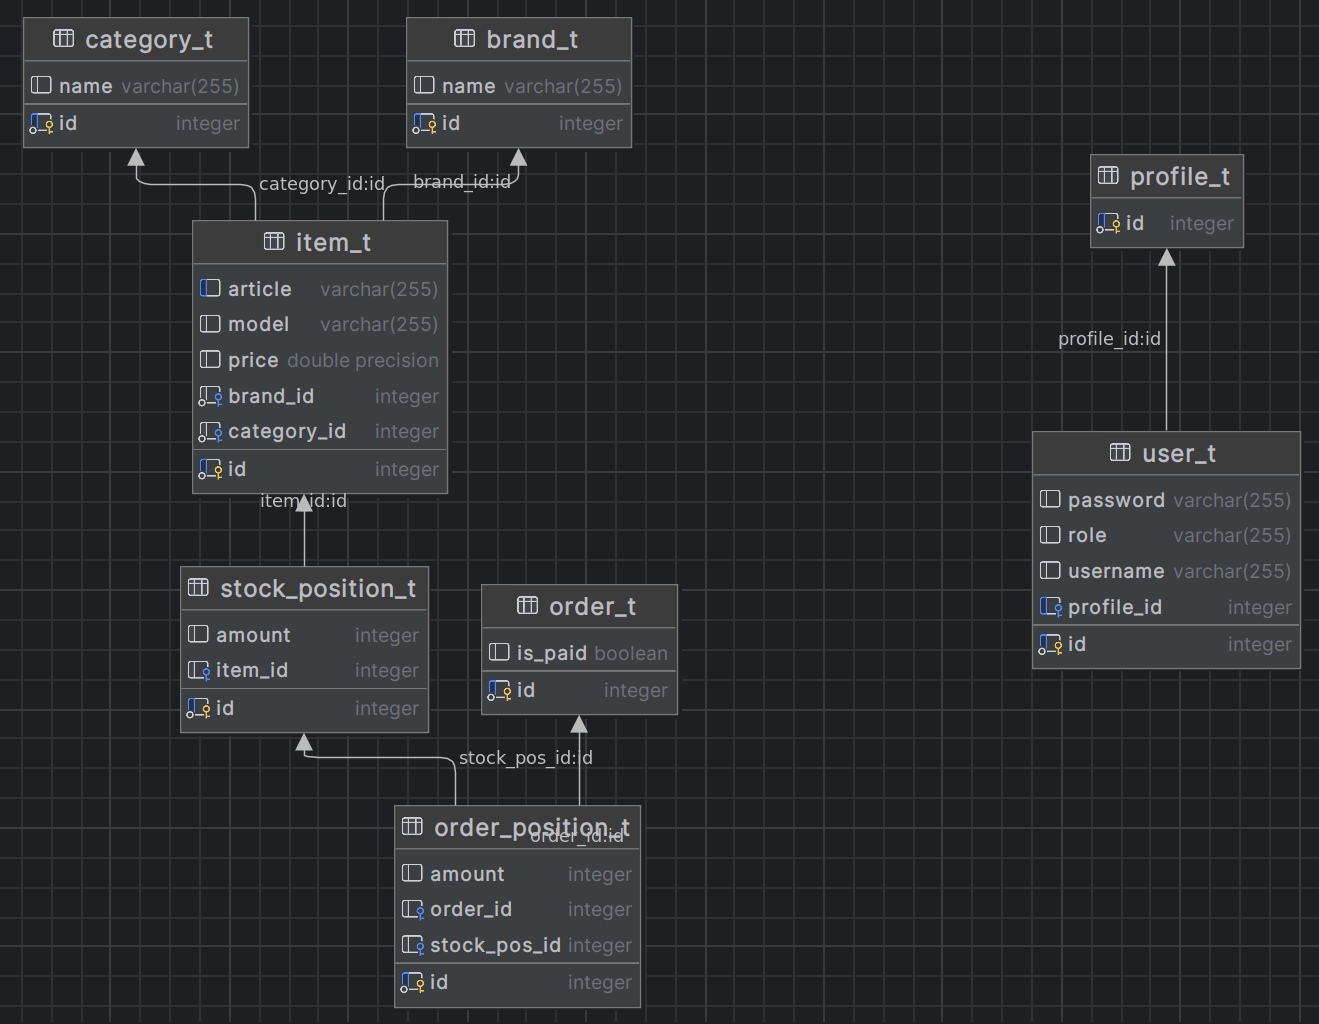 category_t
name varchar(255)
id integer
brand_t
name varchar(255)
id integer
category_id:id
brand_id:id
profile_t
id integer
profile_id:id
item_t
article varchar(255)
model varchar(255)
price double precision
brand_id integer
category_id integer
id integer
item_id:id
user_t
password varchar(255)
role varchar(255)
username varchar(255)
profile_id integer
id integer
stock_position_t
amount integer
item_id integer
id integer
order_t
is_paid boolean
id integer
stock_pos_id:id
order_position_t
order_id:id
amount integer
order_id integer
stock_pos_id integer
id integer